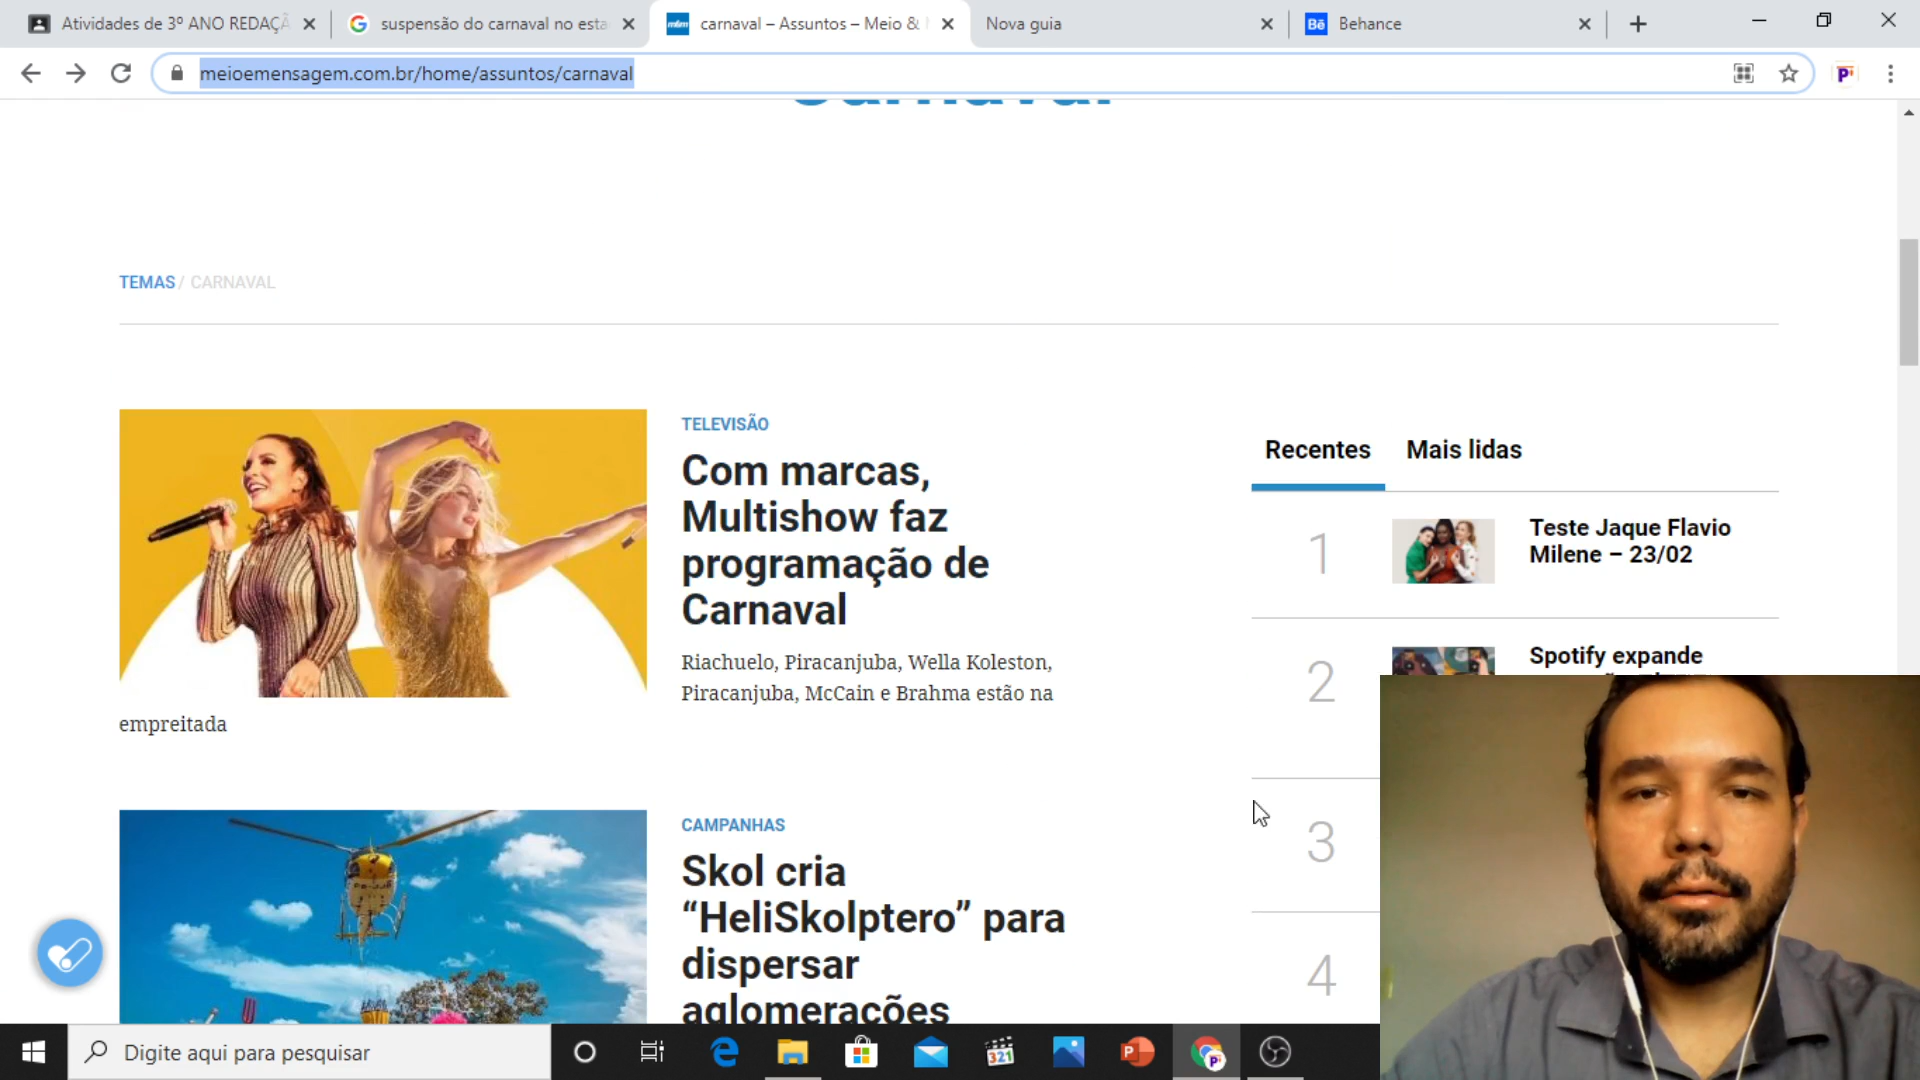 Atividades de 3º ANO REDAÇÃ
suspensão do carnaval no esta
carnaval – Assuntos – Meio &
Nova guia
Behance
meioemensagem.com.br/home/assuntos/carnaval
TEMAS / CARNAVAL
TELEVISÃO
Com marcas,
Multishow faz
programação de
Carnaval
Riachuelo, Piracanjuba, Wella Koleston,
Piracanjuba, McCain e Brahma estão na
empreitada
CAMPANHAS
Skol cria
“HeliSkolptero” para
dispersar
aglomerações
Recentes
Mais lidas
1
Teste Jaque Flavio
Milene – 23/02
2
Spotify expande
3
4
Digite aqui para pesquisar